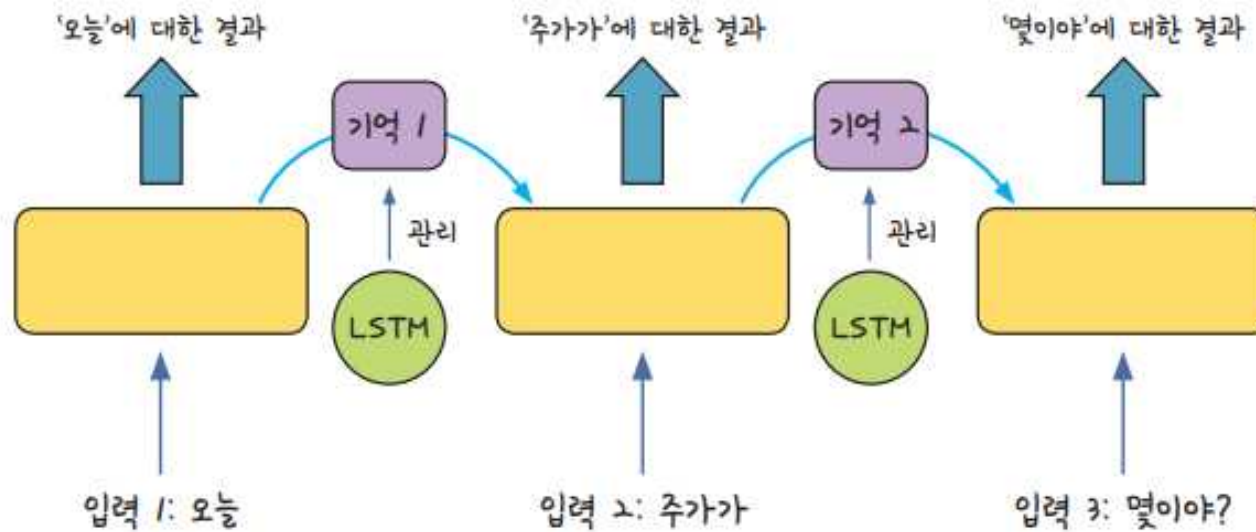 '오늘'에 대한 결과
'주가가'에 대한 결과
'몇이야'에 대한 결과
기억 1
기억 2
관리
관리
LSTM
LSTM
입력 1: 오늘
입력 2: 주가가
입력 3: 몇이야?